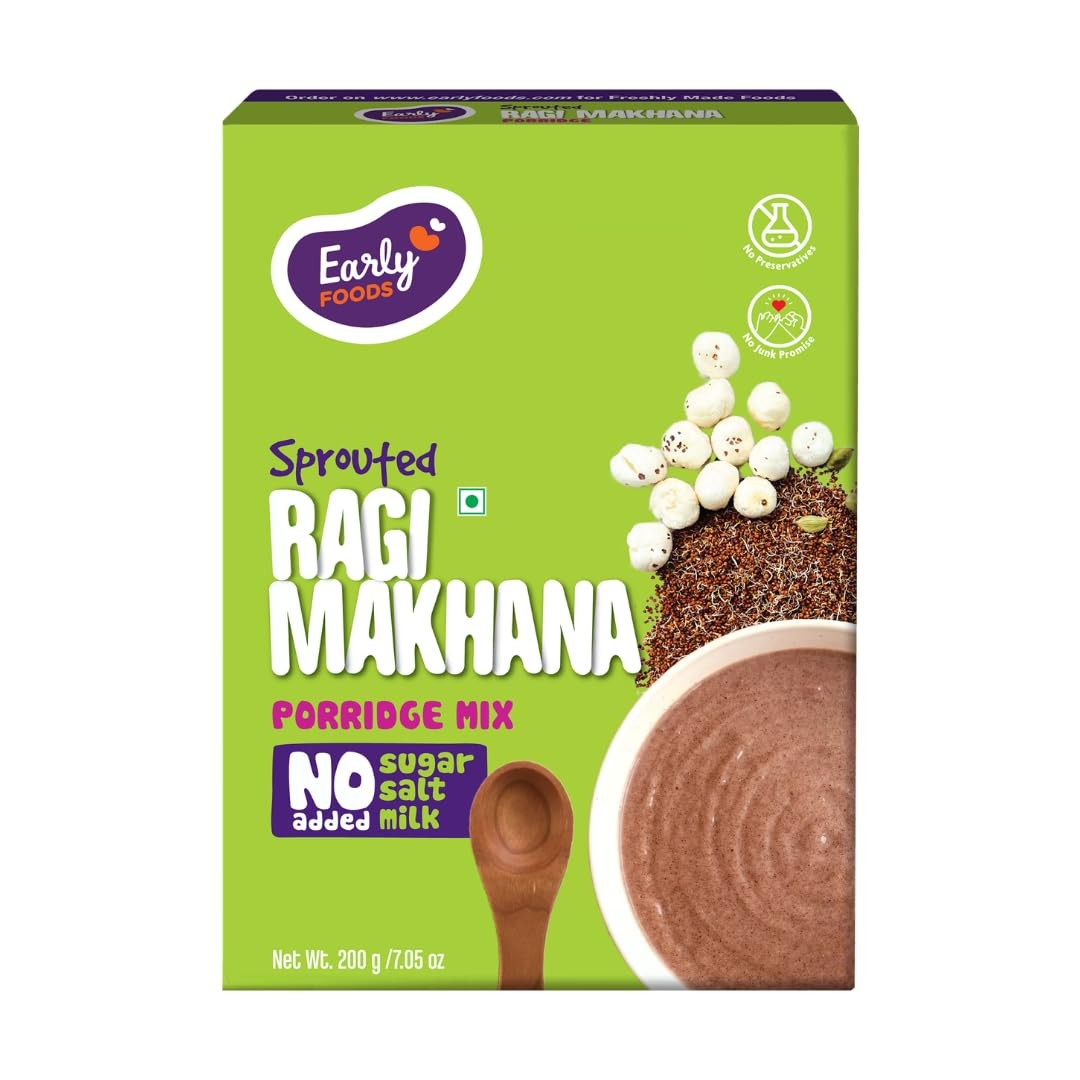 Order on www.earlyfoods.com for Freshly Made Foods
Early
Sprouted
RAGI MAKHANA
PORRIDGE
Early
FOODS
No Preservatives
No Junk Promise
Sprouted
RAGI
MAKHANA
PORRIDGE MIX
NO added
sugar
salt
milk
Net Wt. 200 g /7.05 oz